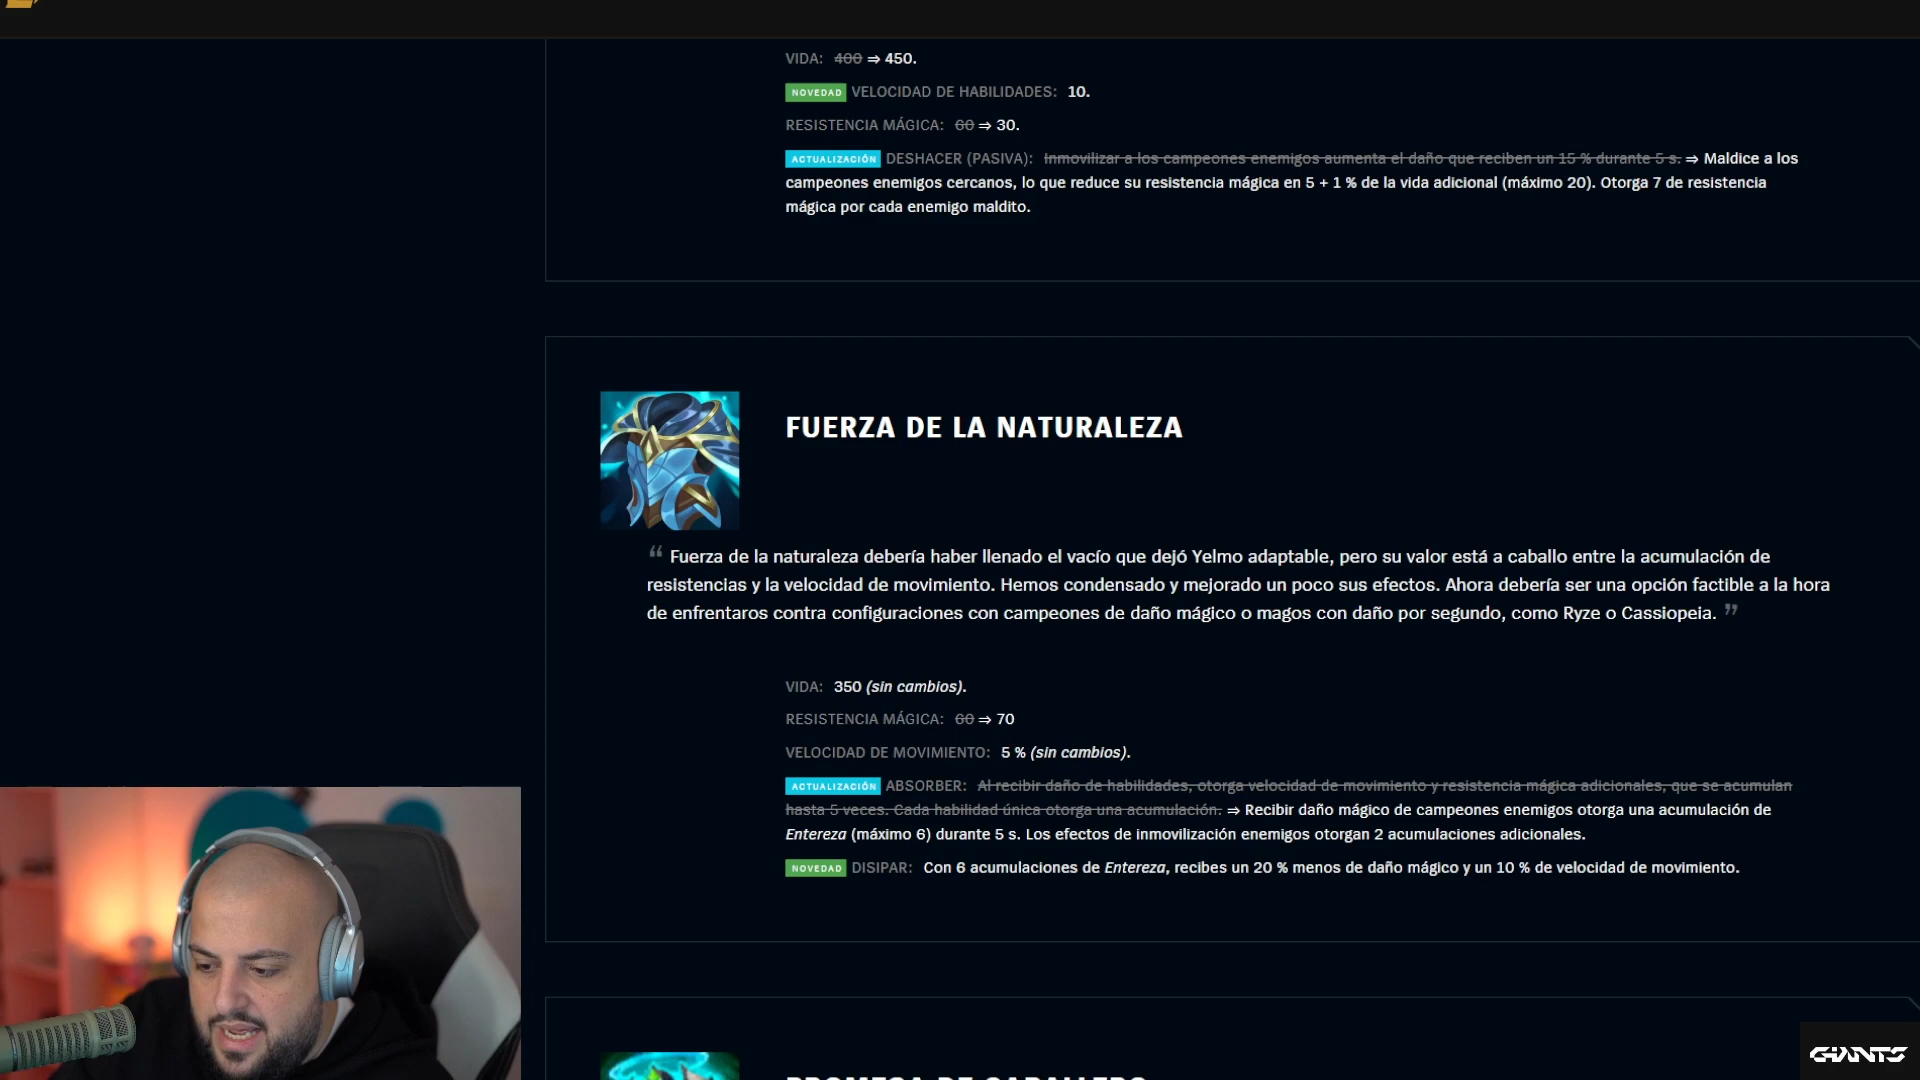 VIDA: 400 ⇒ 450.
NOVEDAD VELOCIDAD DE HABILIDADES: 10.
RESISTENCIA MÁGICA: 60 ⇒ 30.
ACTUALIZACIÓN DESHACER (PASIVA): Inmovilizar a los campeones enemigos aumenta el daño que reciben un 15 % durante 5 s. ⇒ Maldice a los
campeones enemigos cercanos, lo que reduce su resistencia mágica en 5 + 1 % de la vida adicional (máximo 20). Otorga 7 de resistencia
mágica por cada enemigo maldito.
FUERZA DE LA NATURALEZA
“ Fuerza de la naturaleza debería haber llenado el vacío que dejó Yelmo adaptable, pero su valor está a caballo entre la acumulación de
resistencias y la velocidad de movimiento. Hemos condensado y mejorado un poco sus efectos. Ahora debería ser una opción factible a la hora
de enfrentaros contra configuraciones con campeones de daño mágico o magos con daño por segundo, como Ryze o Cassiopeia. ”
VIDA: 350 (sin cambios).
RESISTENCIA MÁGICA: 60 ⇒ 70
VELOCIDAD DE MOVIMIENTO: 5 % (sin cambios).
ACTUALIZACIÓN ABSORBER: Al recibir daño de habilidades, otorga velocidad de movimiento y resistencia mágica adicionales, que se acumulan
hasta 5 veces. Cada habilidad única otorga una acumulación. ⇒ Recibir daño mágico de campeones enemigos otorga una acumulación de
Entereza (máximo 6) durante 5 s. Los efectos de inmovilización enemigos otorgan 2 acumulaciones adicionales.
NOVEDAD DISIPAR: Con 6 acumulaciones de Entereza, recibes un 20 % menos de daño mágico y un 10 % de velocidad de movimiento.
PROMESA DE CABALLERO
GIANTS